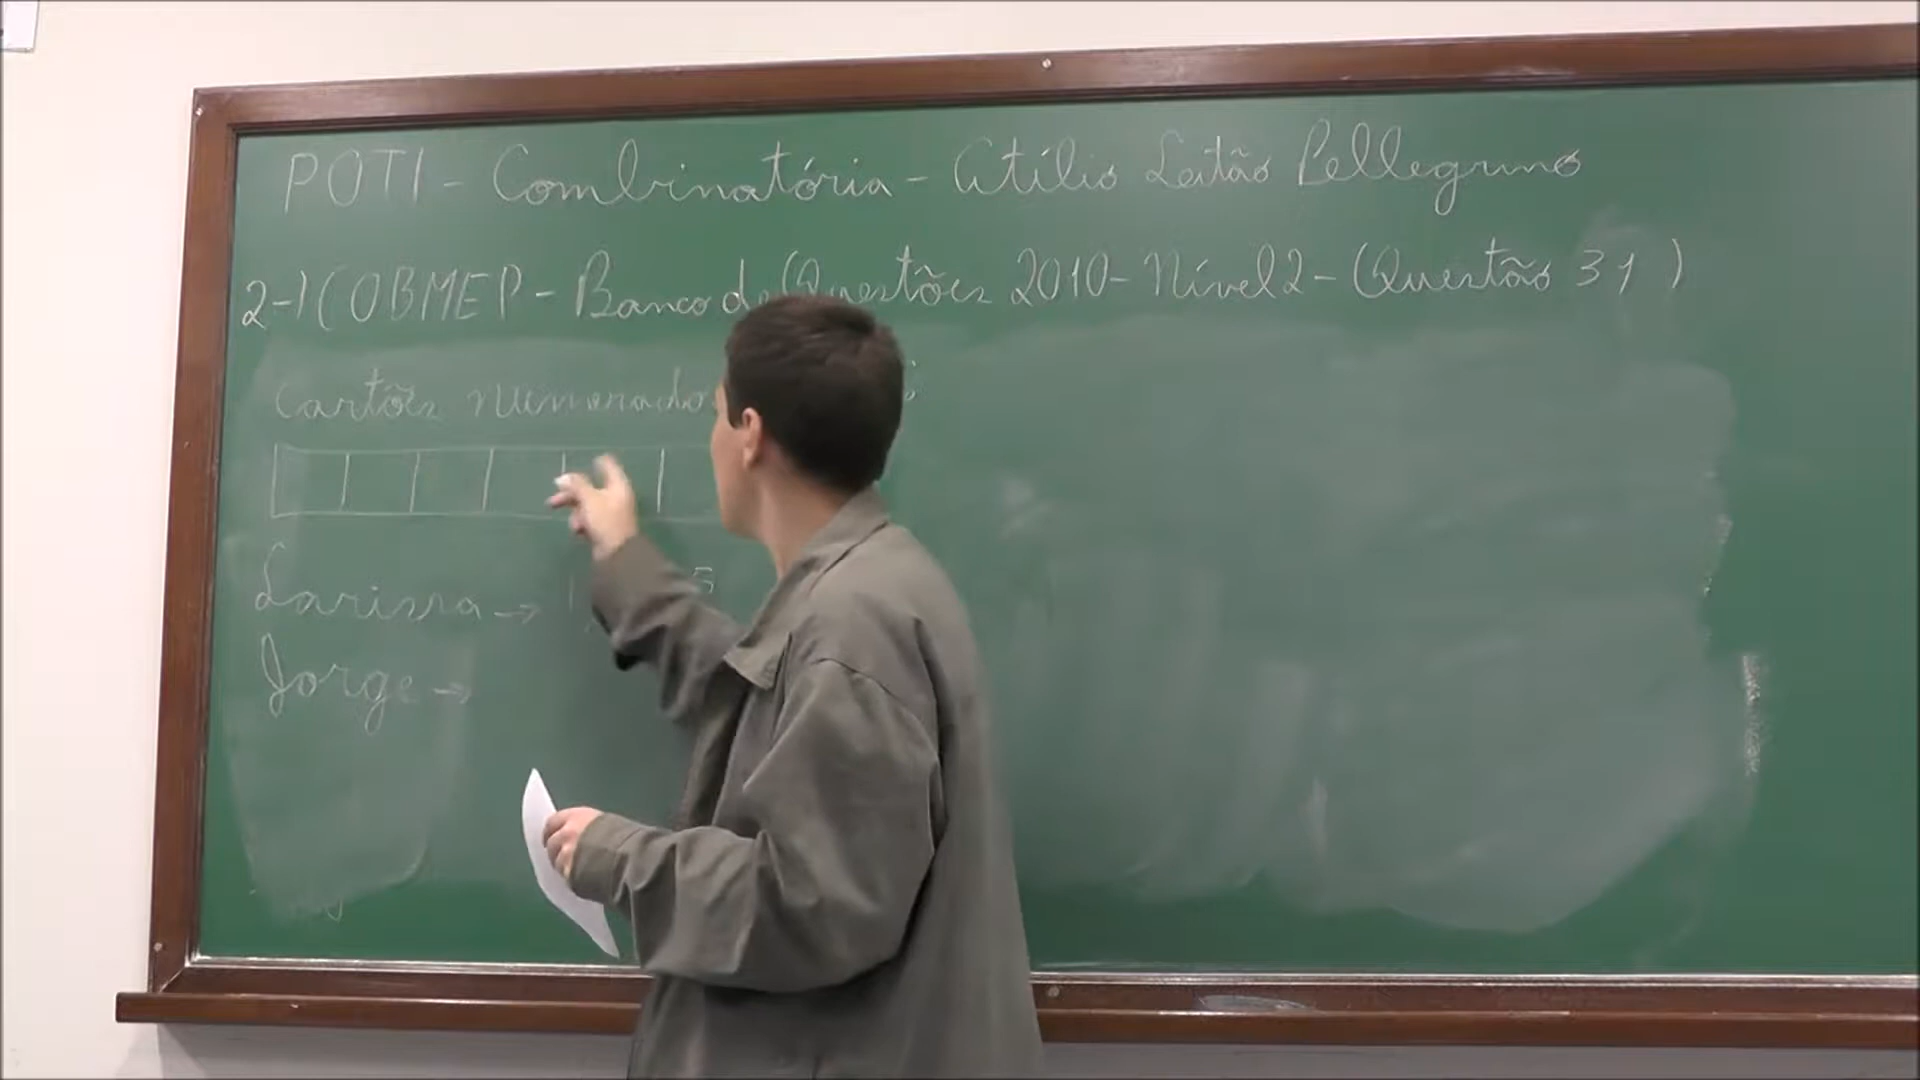 POTI - Combinatória - Atílio Leitão Pellegrino
2-) (OBMEP - Banco de Questões 2010 - Nível 2 - (Questão 31)
Cartões numerados
Larissa →
Jorge →